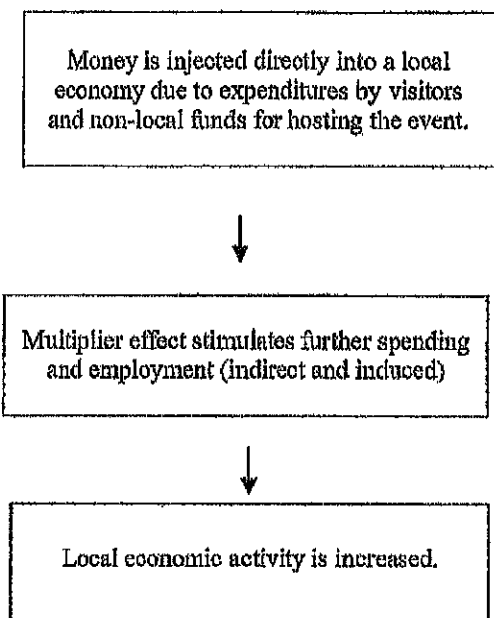 Money is injected directly into a local
economy due to expenditures by visitors
and non-local funds for hosting the event.
Multiplier effect stimulates further spending
and employment (indirect and induced)
Local economic activity is increased.